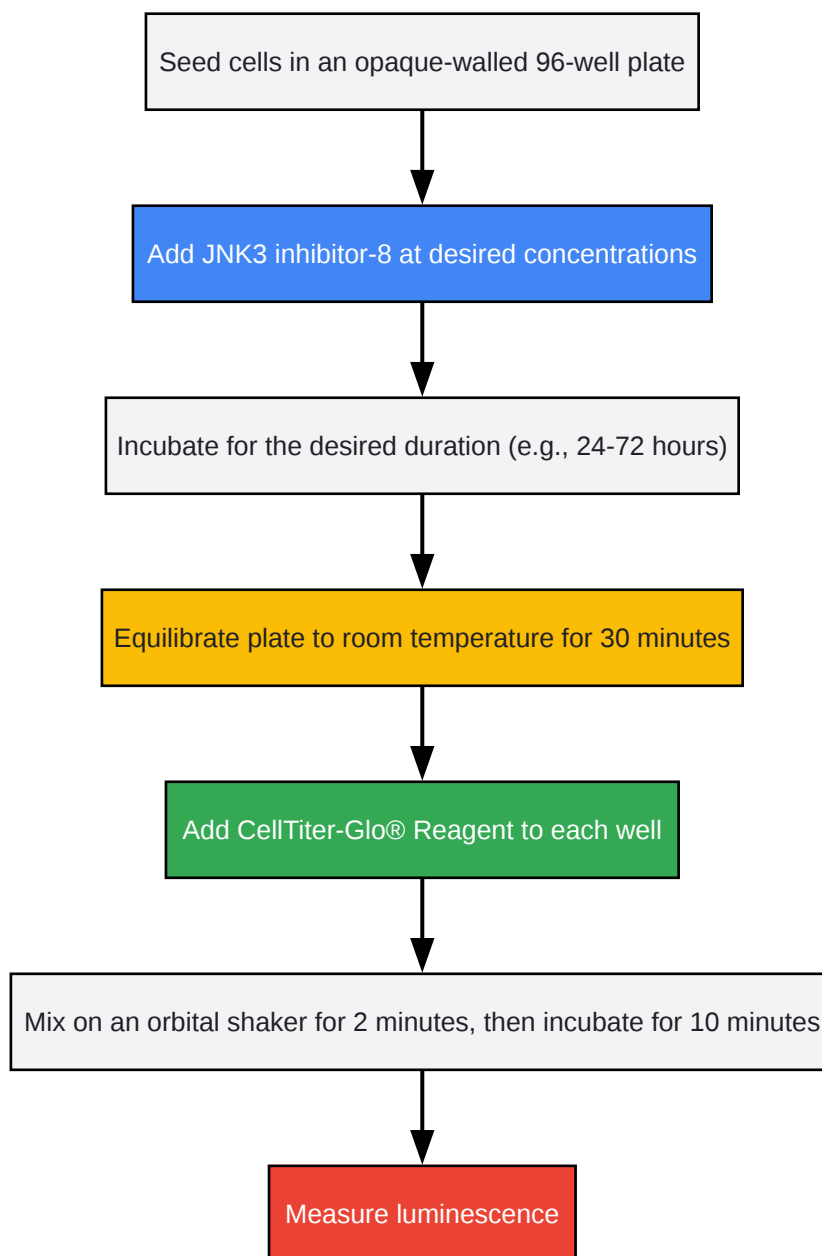 Seed cells in an opaque-walled 96-well plate
Add JNK3 inhibitor-8 at desired concentrations
Incubate for the desired duration (e.g., 24-72 hours)
Equilibrate plate to room temperature for 30 minutes
Add CellTiter-Glo® Reagent to each well
Mix on an orbital shaker for 2 minutes, then incubate for 10 minutes
Measure luminescence